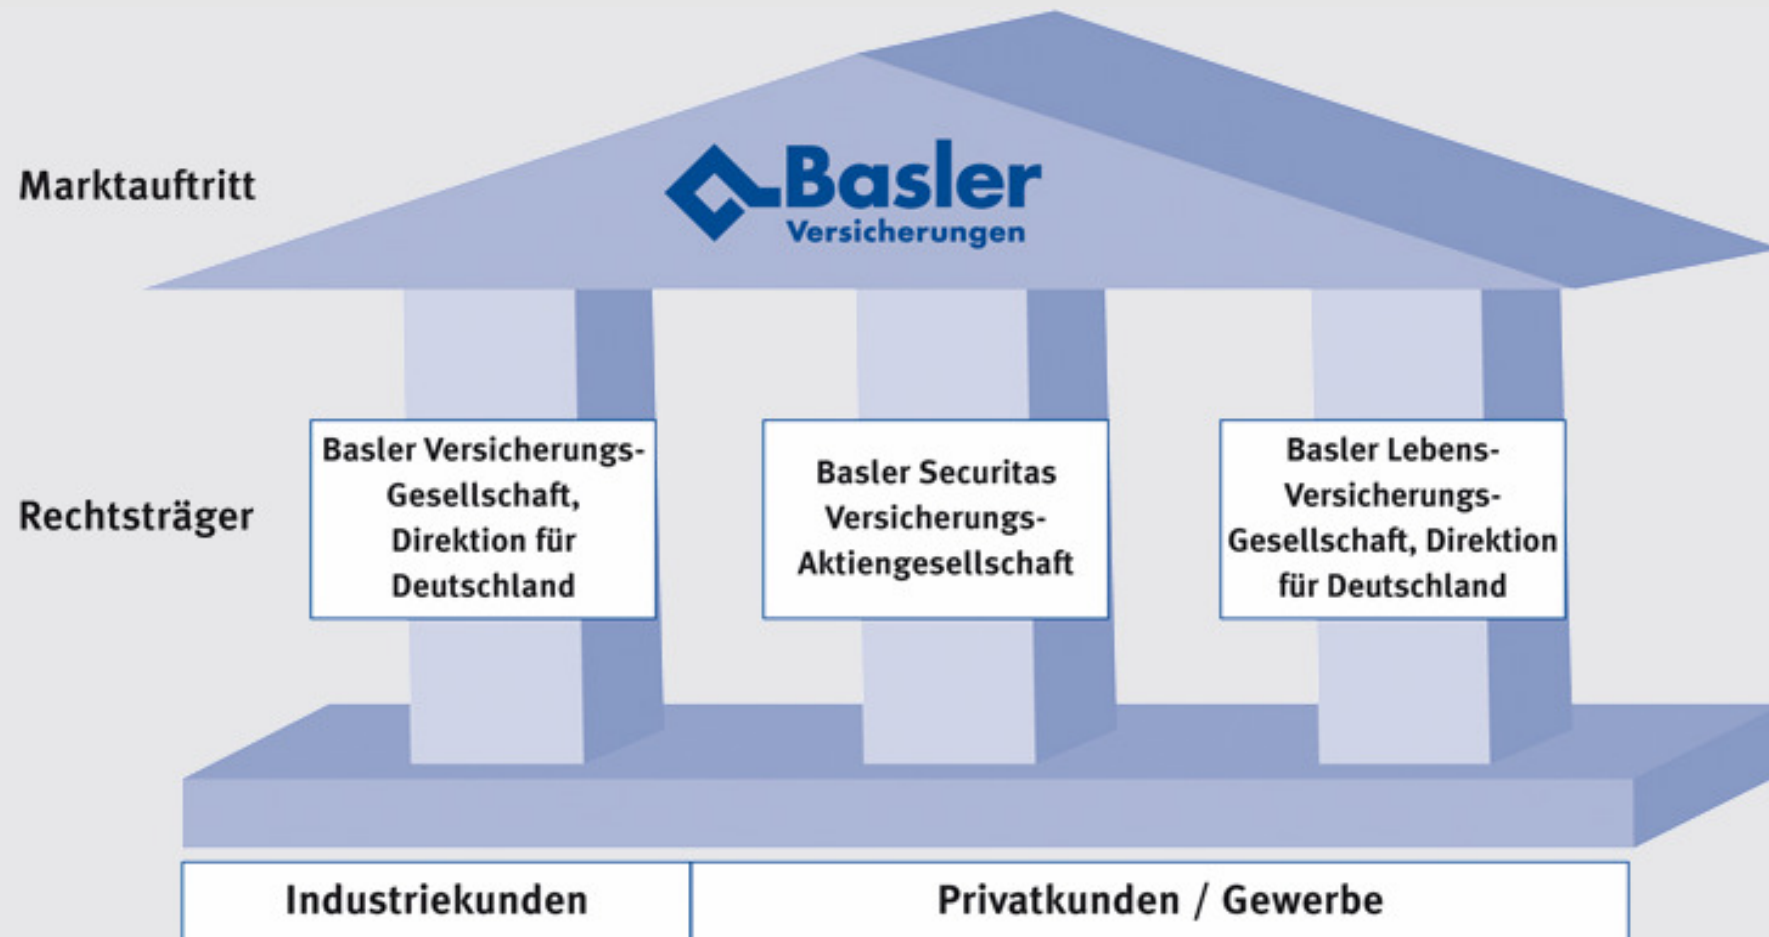 Marktauftritt
Basler
Versicherungen
Rechtsträger
Basler Versicherungs-
Gesellschaft,
Direktion für
Deutschland
Basler Securitas
Versicherungs-
Aktiengesellschaft
Basler Lebens-
Versicherungs-
Gesellschaft, Direktion
für Deutschland
Industriekunden
Privatkunden / Gewerbe